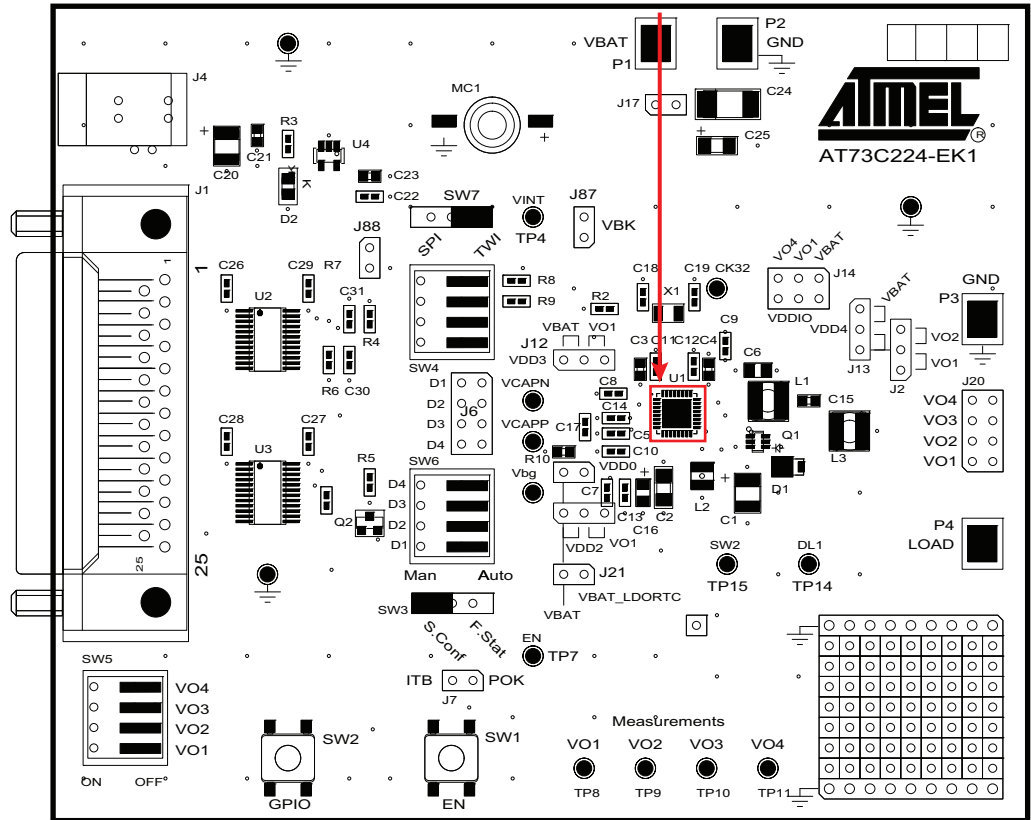 P2
VBAT
GND
P1
J4
MC1
J17
C24
ATMEL
®
R3
U4
C25
AT73C224-EK1
C20
C21
K
C23
C22
D2
J1
SW7
VINT
J87
SPI
TWI
TP4
VBK
J88
1
1
C26
C29
R7
C18
C19
CK32
VO4
VO1
VBAT
J14
GND
R8
X1
U2
C31
R9
R2
VDDIO
VBAT
P3
R4
VBAT
VO1
C9
VDD4
J12
C3
C11
C12
C4
VO2
VDD3
C6
R6
C30
SW4
U1
J13
J2
VO1
D1
VCAPN
C8
L1
J20
D2
C14
C15
VO4
J6
VO3
C28
C27
D3
VCAPP
C17
C5
Q1
VO2
D4
C10
L3
VO1
U3
R5
SW6
R10
VDD0
D4
Vbg
C7
D1
D3
L2
Q2
D2
C13
C2
C1
P4
D1
C16
VDD2
VO1
LOAD
25
25
SW2
DL1
Man
Auto
J21
TP15
TP14
SW3
VBAT_LDORTC
VBAT
S.Conf
F.Stat
EN
TP7
SW5
ITB
POK
VO4
J7
VO3
VO2
VO1
SW2
SW1
Measurements
VO1
VO2
VO3
VO4
ON
OFF
GPIO
EN
TP8
TP9
TP10
TP11